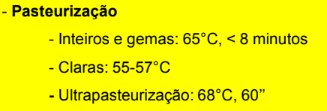 - Pasteurização
- Inteiros e gemas: 65°C, < 8 minutos
- Claras: 55-57°C
- Ultrapasteurização: 68°C, 60”